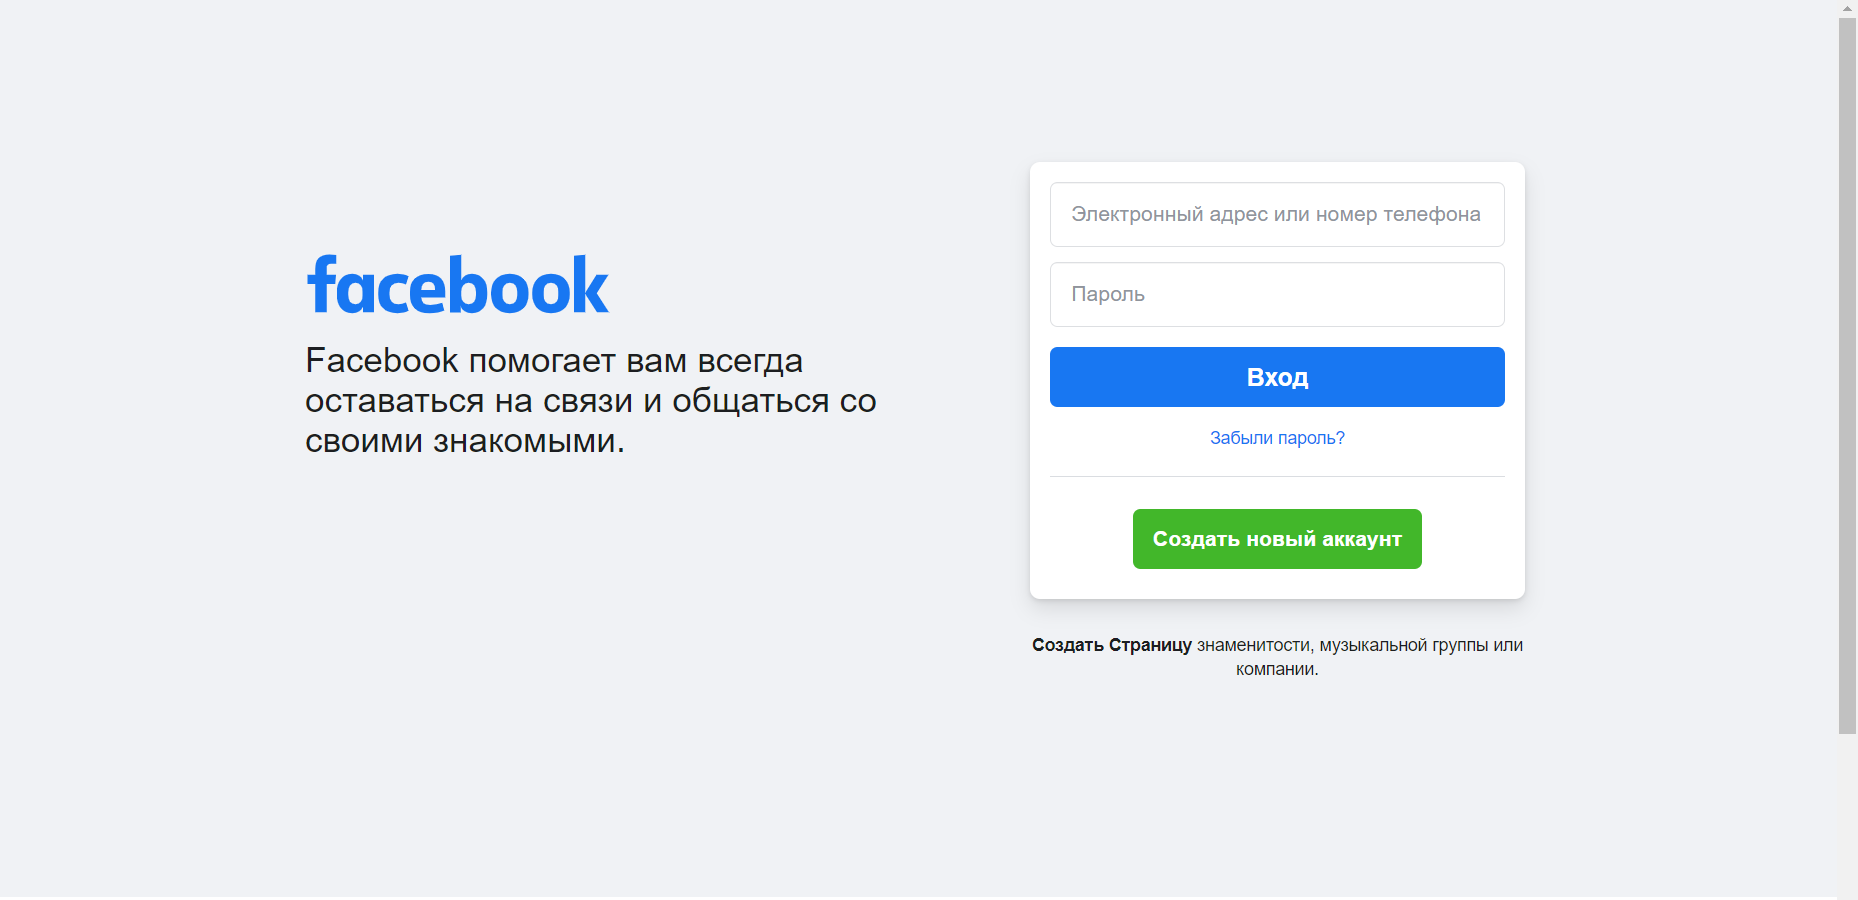 facebook
Facebook помогает вам всегда
оставаться на связи и общаться со
своими знакомыми.
Электронный адрес или номер телефона
Пароль
Вход
Забыли пароль?
Создать новый аккаунт
Создать Страницу знаменитости, музыкальной группы или
компании.